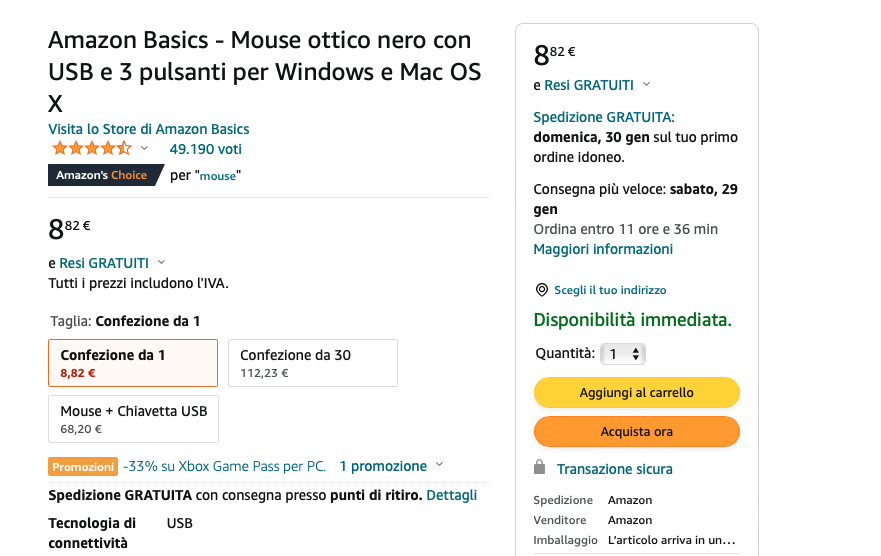 Amazon Basics - Mouse ottico nero con
USB e 3 pulsanti per Windows e Mac OS
X
Visita lo Store di Amazon Basics
49.190 voti
Amazon's Choice per "mouse"
8,82 €
e Resi GRATUITI
Tutti i prezzi includono l'IVA.
Taglia: Confezione da 1
Confezione da 1
8,82 €
Confezione da 30
112,23 €
Mouse + Chiavetta USB
68,20 €
Promozioni -33% su Xbox Game Pass per PC. 1 promozione
Spedizione GRATUITA con consegna presso punti di ritiro. Dettagli
Tecnologia di USB
connettività
8,82 €
e Resi GRATUITI
Spedizione GRATUITA:
domenica, 30 gen sul tuo primo
ordine idoneo.
Consegna più veloce: sabato, 29
gen
Ordina entro 11 ore e 36 min
Maggiori informazioni
Scegli il tuo indirizzo
Disponibilità immediata.
Quantità: 1
Aggiungi al carrello
Acquista ora
Transazione sicura
Spedizione Amazon
Venditore Amazon
Imballaggio L'articolo arriva in un…